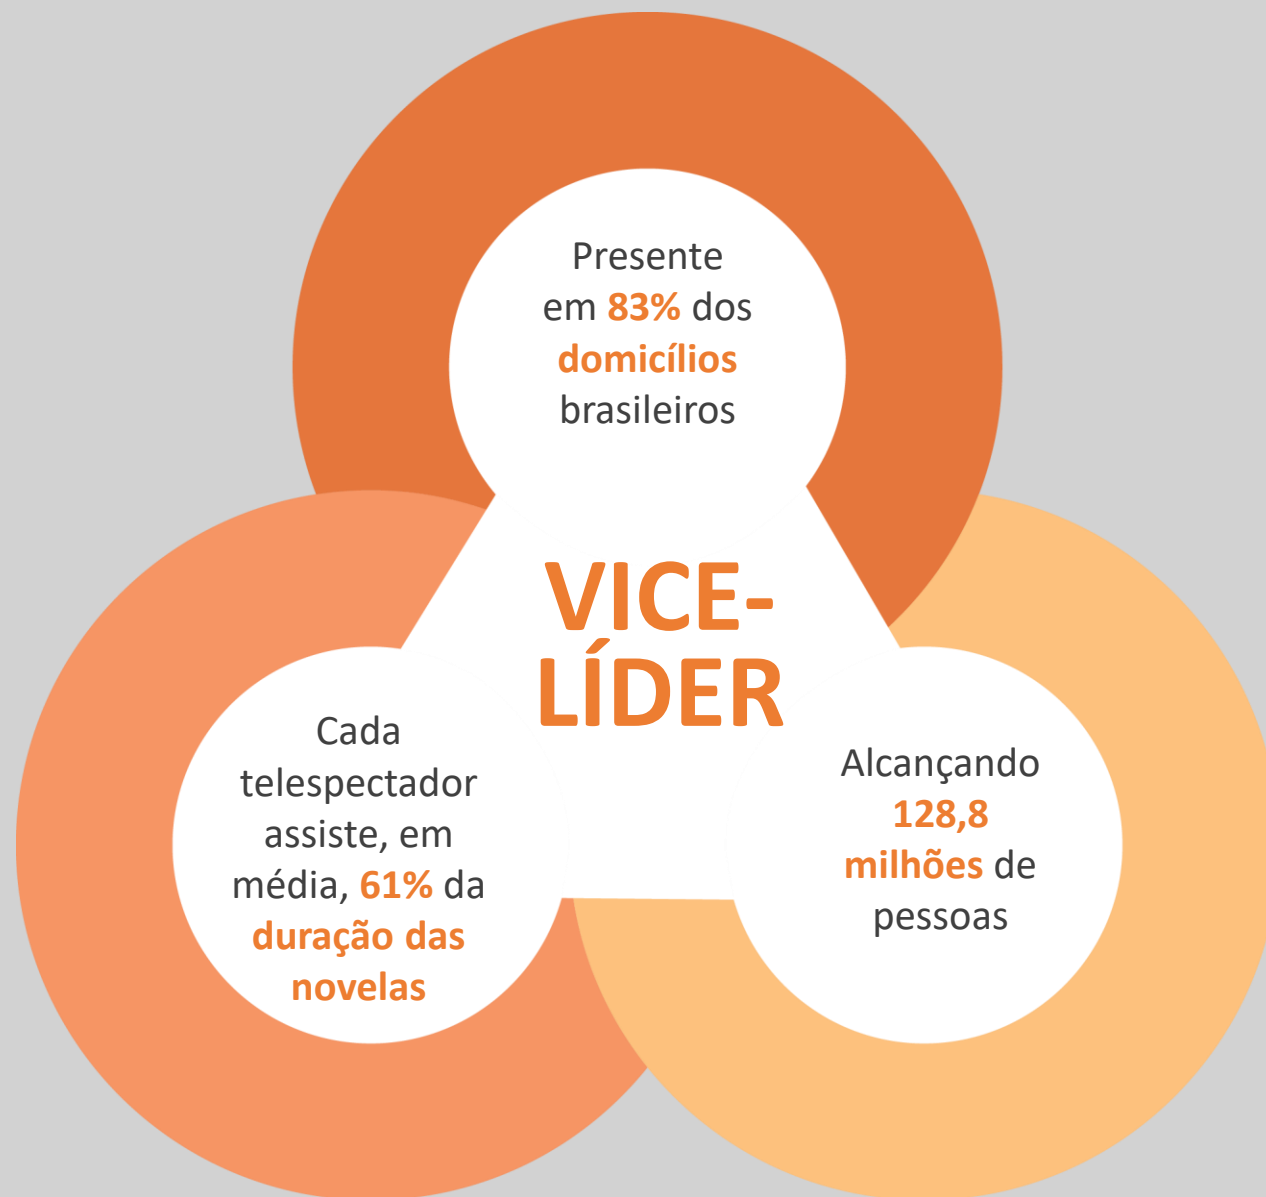 Presente
em 83% dos
domicílios
brasileiros
VICE-
LÍDER
Cada
telespectador
assiste, em
média, 61% da
duração das
novelas
Alcançando
128,8
milhões de
pessoas